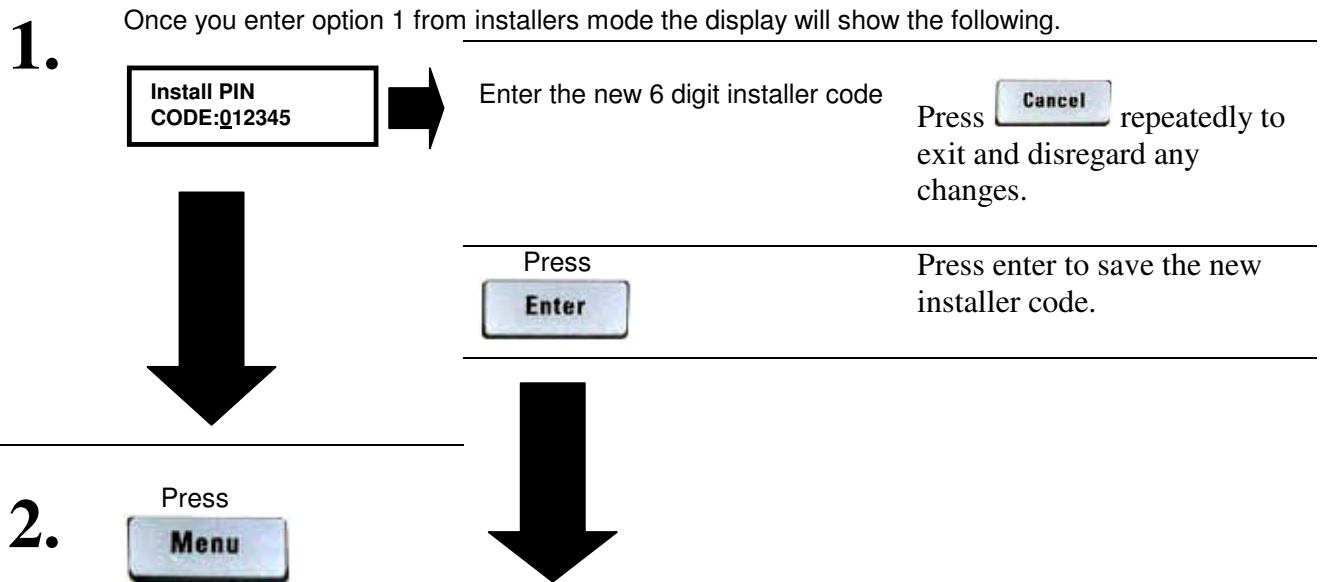 Once you enter option 1 from installers mode the display will show the following.
1.
Install PIN
CODE:012345
Enter the new 6 digit installer code
Press Cancel repeatedly to
exit and disregard any
changes.
Press
Enter
Press enter to save the new
installer code.
2.
Press
Menu